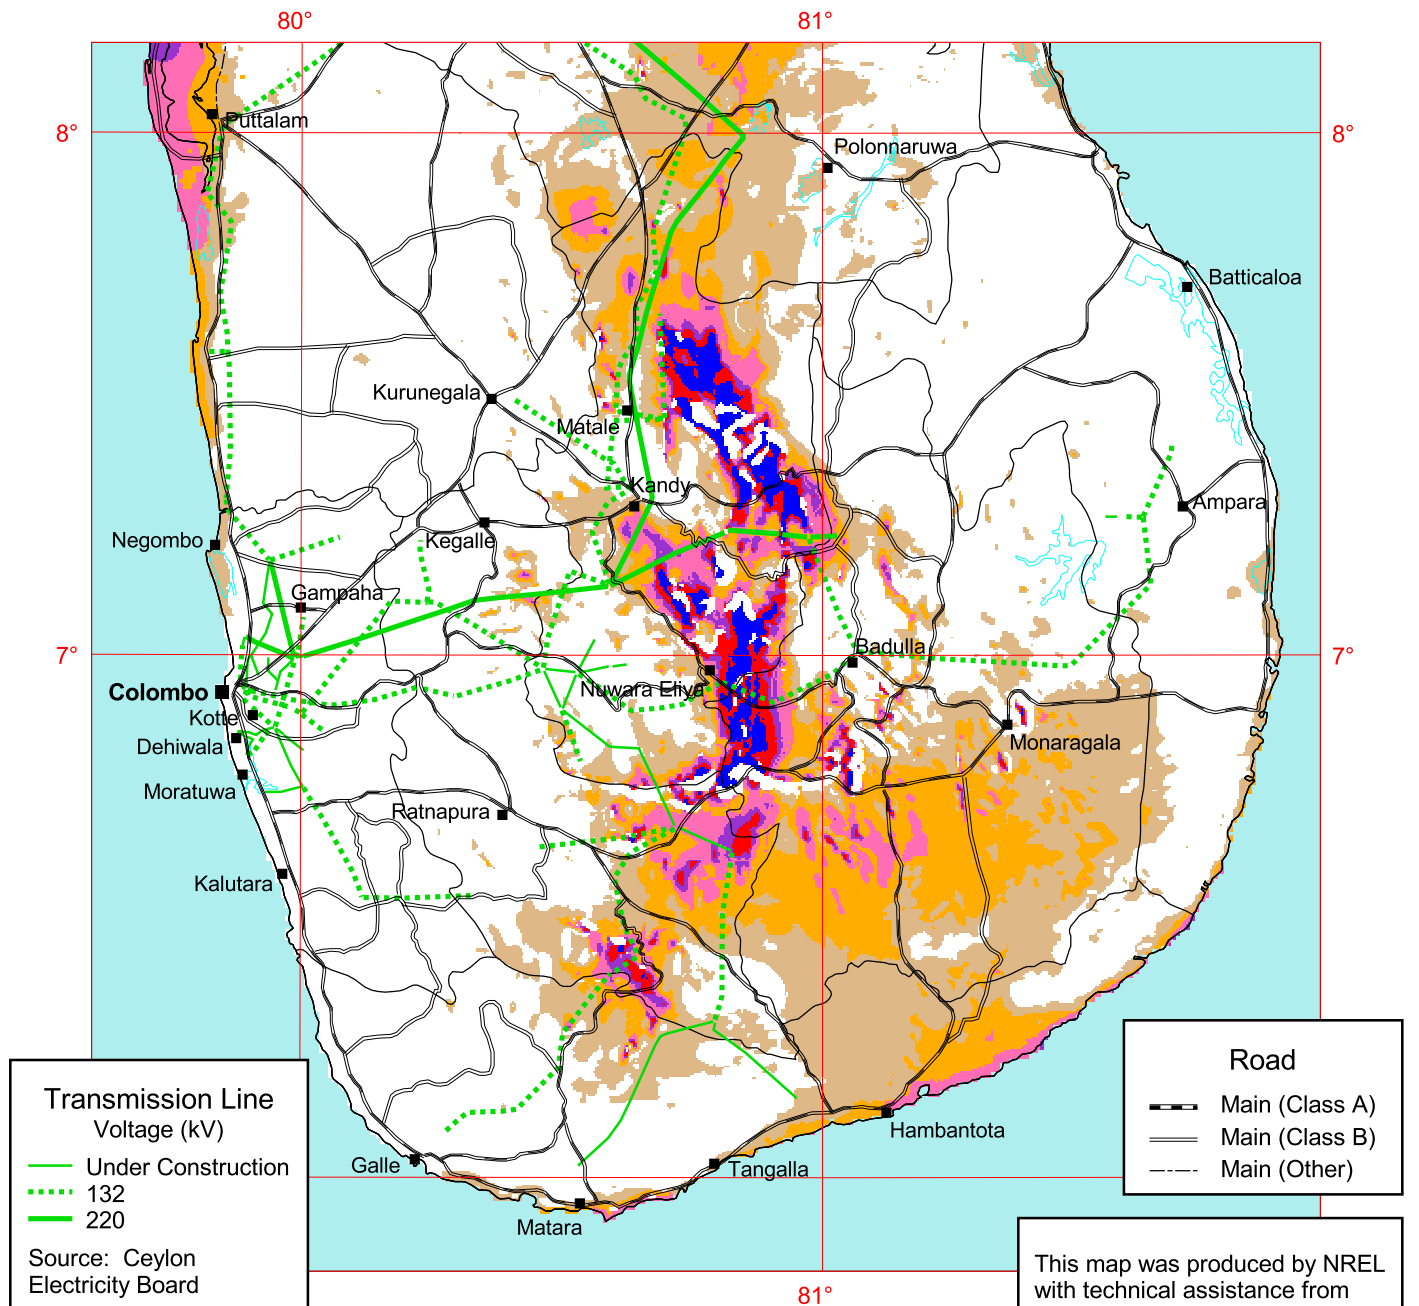 80°
81°
Puttalam
8°
8°
Polonnaruwa
Batticaloa
Kurunegala
Matale
Kandy
Ampara
Negombo
Kegalle
Gampaha
7°
Badulla
7°
Colombo
Nuwara Eliya
Kotte
Dehiwala
Monaragala
Moratuwa
Ratnapura
Kalutara
Hambantota
Galle
Tangalla
Matara
Transmission Line
Voltage (kV)
Under Construction
132
220
Source: Ceylon
Electricity Board
Road
Main (Class A)
Main (Class B)
Main (Other)
This map was produced by NREL
with technical assistance from
81°